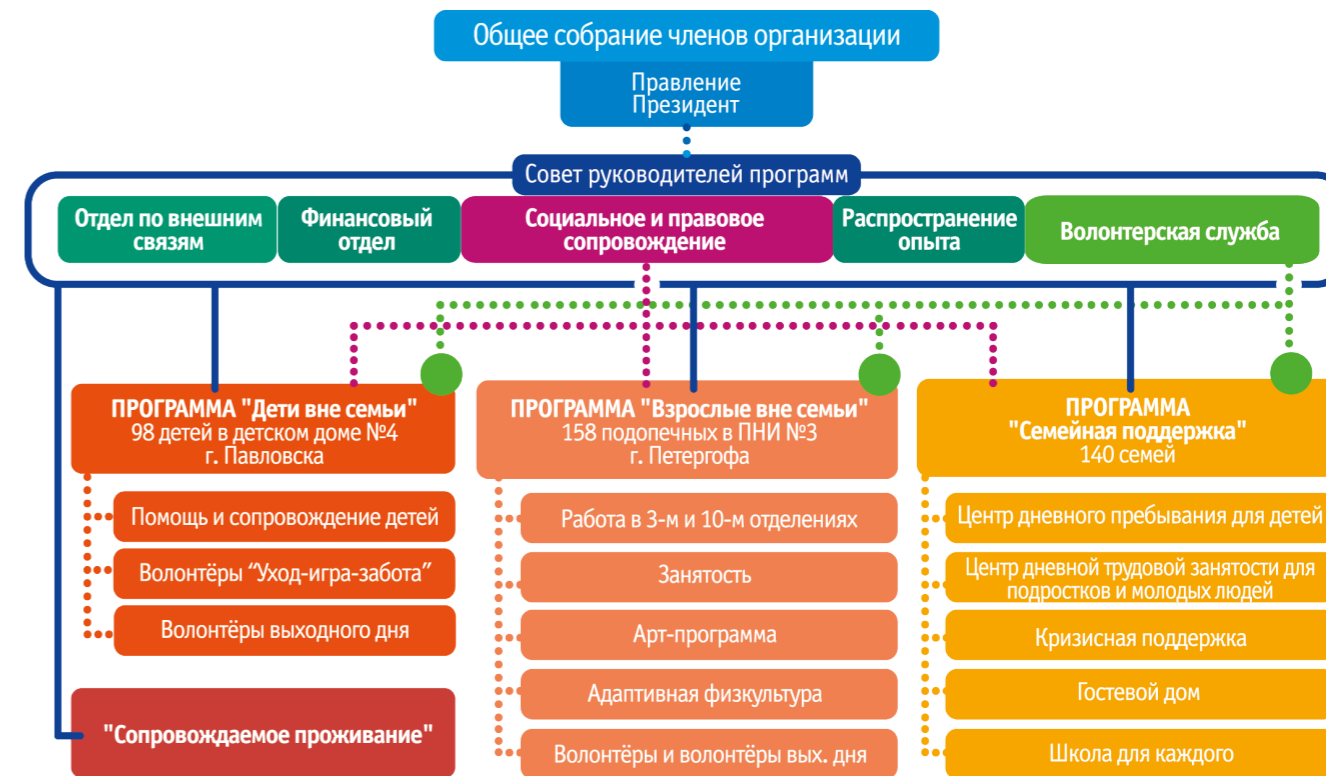 Общее собрание членов организации
Правление
Президент
Совет руководителей программ
Отдел по внешним
связям
Финансовый
отдел
Социальное и правовое
сопровождение
Распространение
опыта
Волонтерская служба
ПРОГРАММА "Дети вне семьи"
98 детей в детском доме №4
г. Павловска
Помощь и сопровождение детей
Волонтёры “Уход-игра-забота”
Волонтёры выходного дня
"Сопровождаемое проживание"
ПРОГРАММА "Взрослые вне семьи"
158 подопечных в ПНИ №3
г. Петергофа
Работа в 3-м и 10-м отделениях
Занятость
Арт-программа
Адаптивная физкультура
Волонтёры и волонтёры вых. дня
ПРОГРАММА
"Семейная поддержка"
140 семей
Центр дневного пребывания для детей
Центр дневной трудовой занятости для
подростков и молодых людей
Кризисная поддержка
Гостевой дом
Школа для каждого